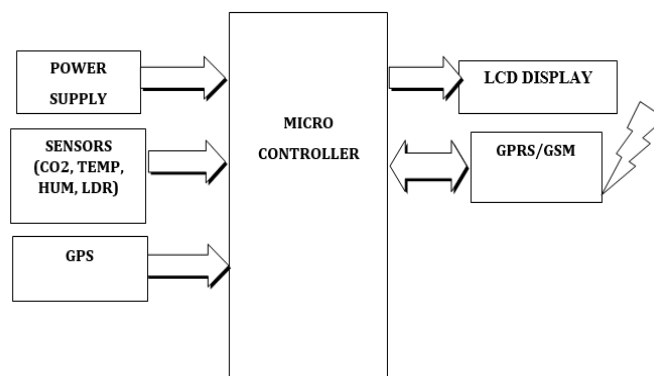 POWER
SUPPLY
SENSORS
(CO2, TEMP,
HUM, LDR)
GPS
MICRO
CONTROLLER
LCD DISPLAY
GPRS/GSM